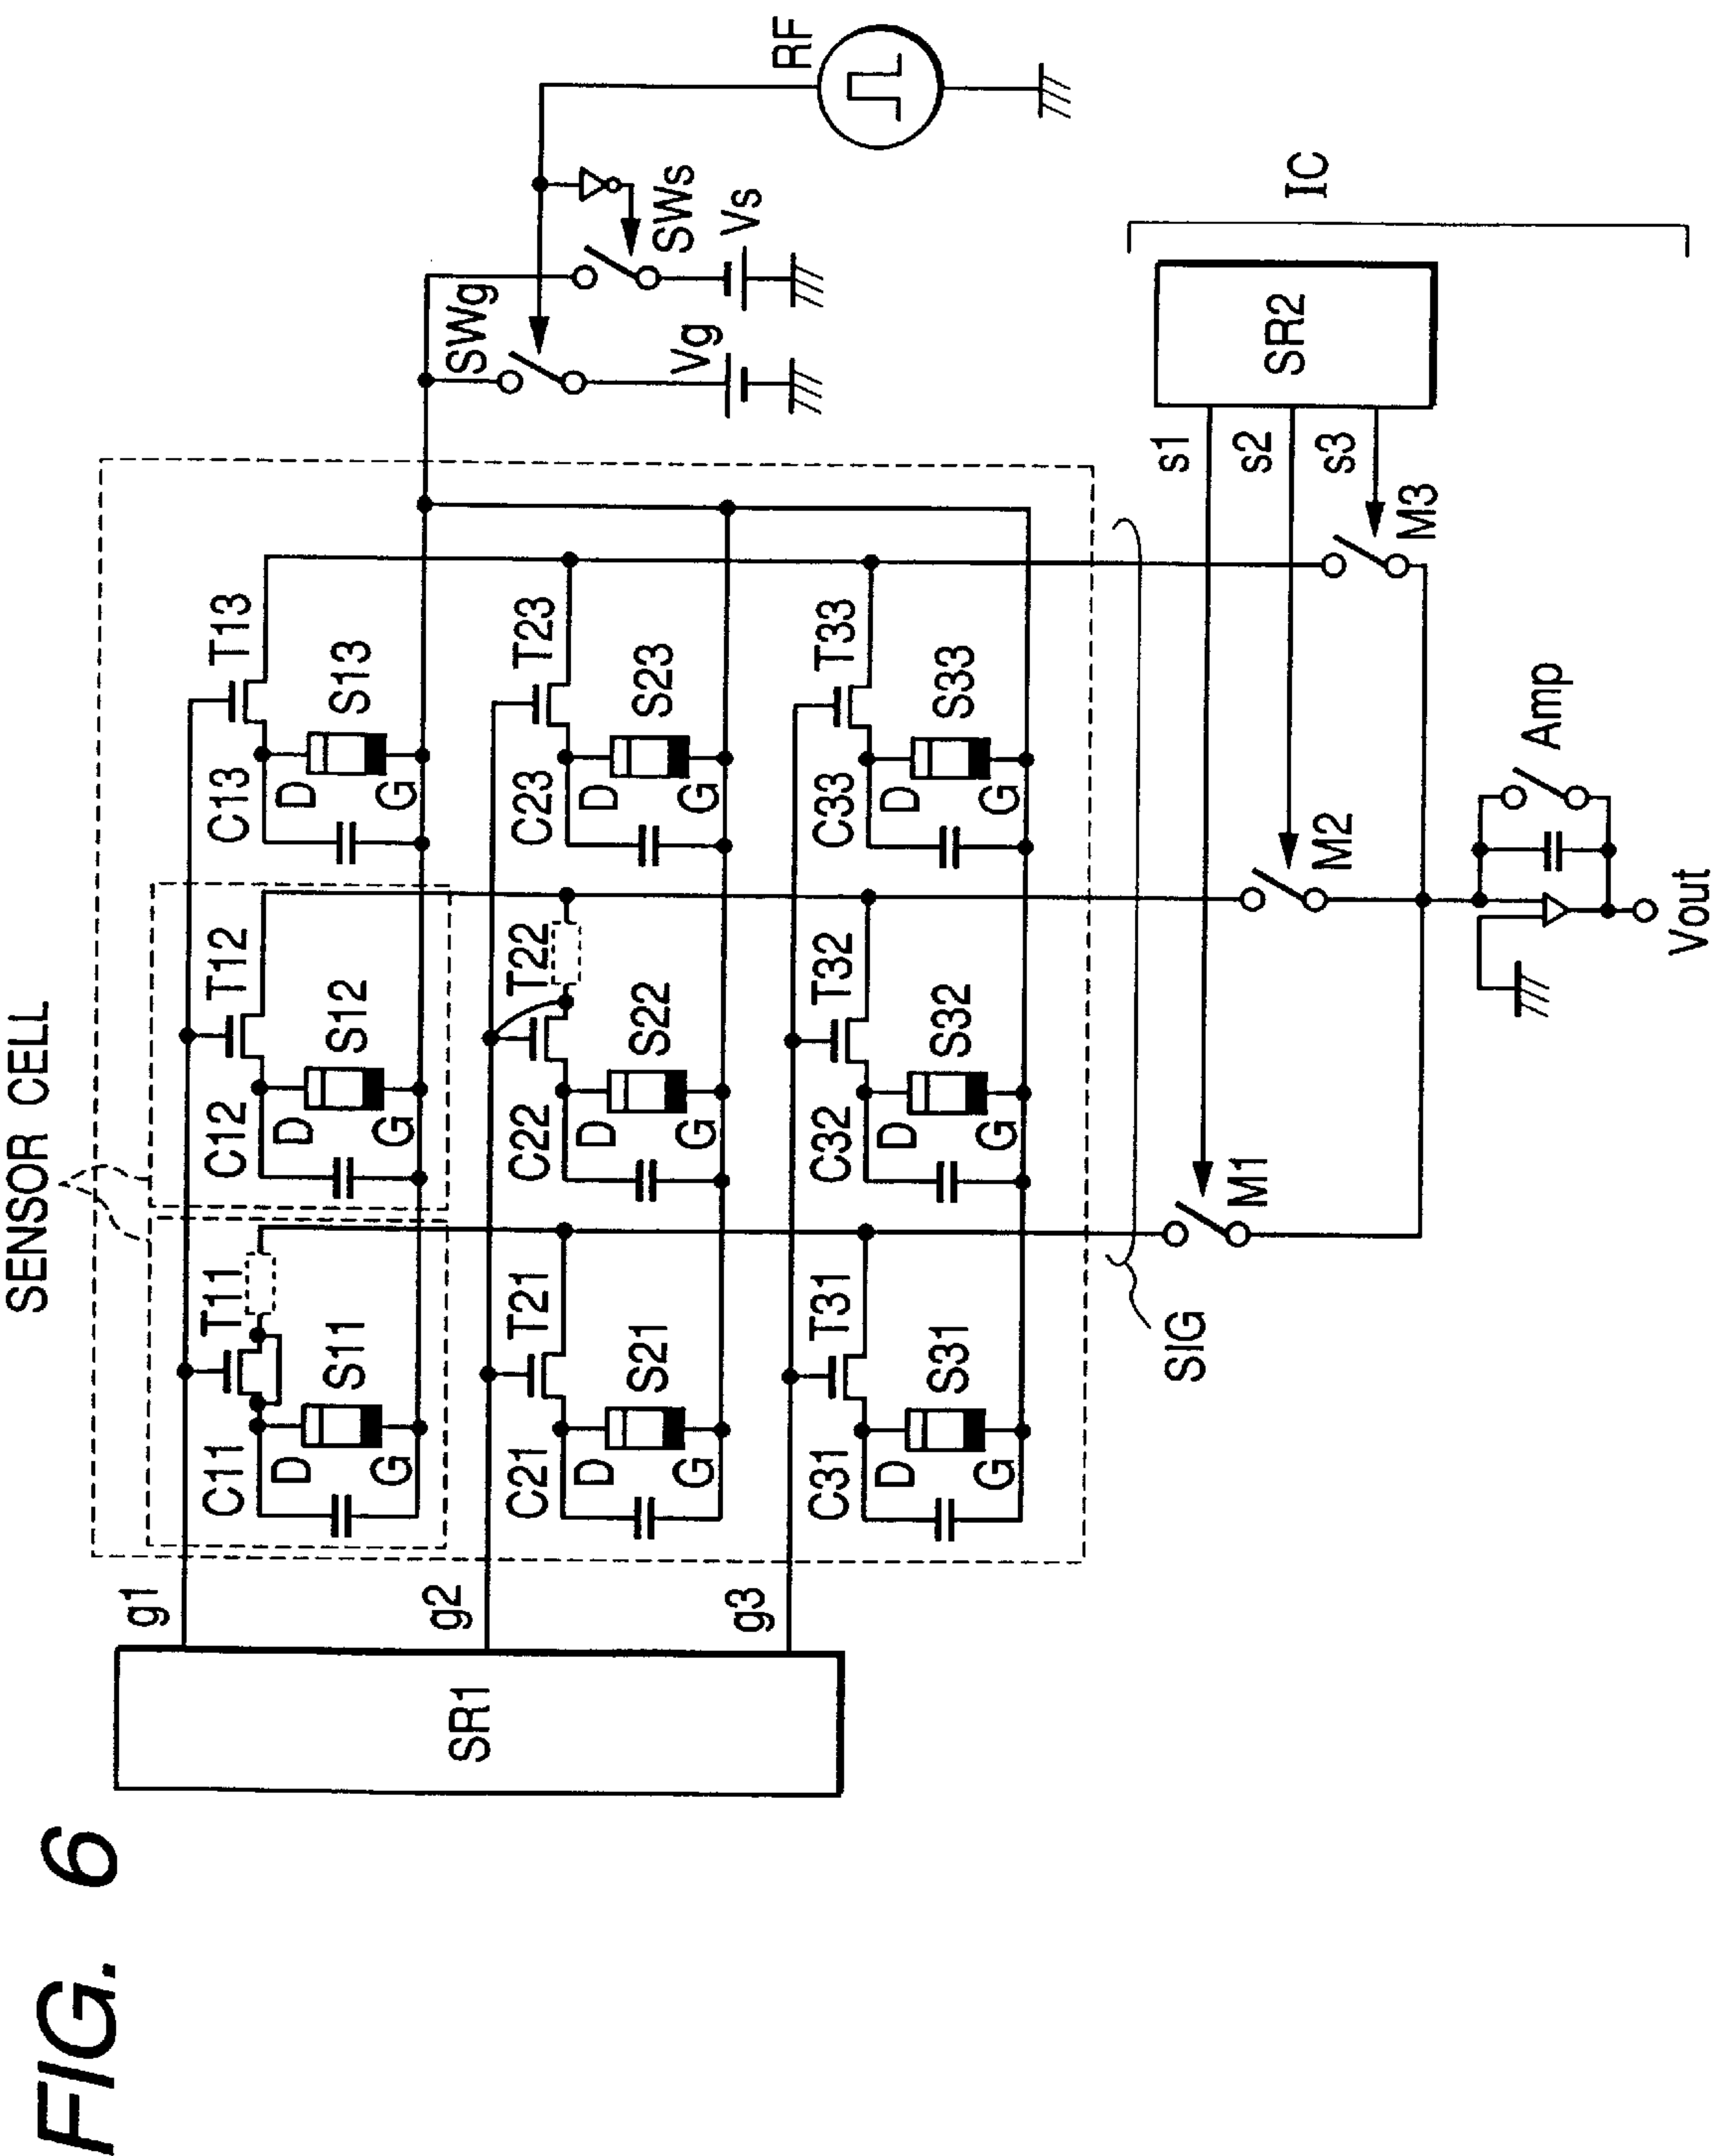 FIG. 6
SENSOR CELL
SR1
g1
g2
g3
C11
T11
D
S11
G
C12
T12
D
S12
G
C13
T13
D
S13
G
C21
T21
D
S21
G
C22
T22
D
S22
G
C23
T23
D
S23
G
C31
T31
D
S31
G
C32
T32
D
S32
G
C33
T33
D
S33
G
SWg
Vg
SWs
Vs
RF
SIG
M1
M2
M3
s1
s2
s3
SR2
IC
Amp
Vout